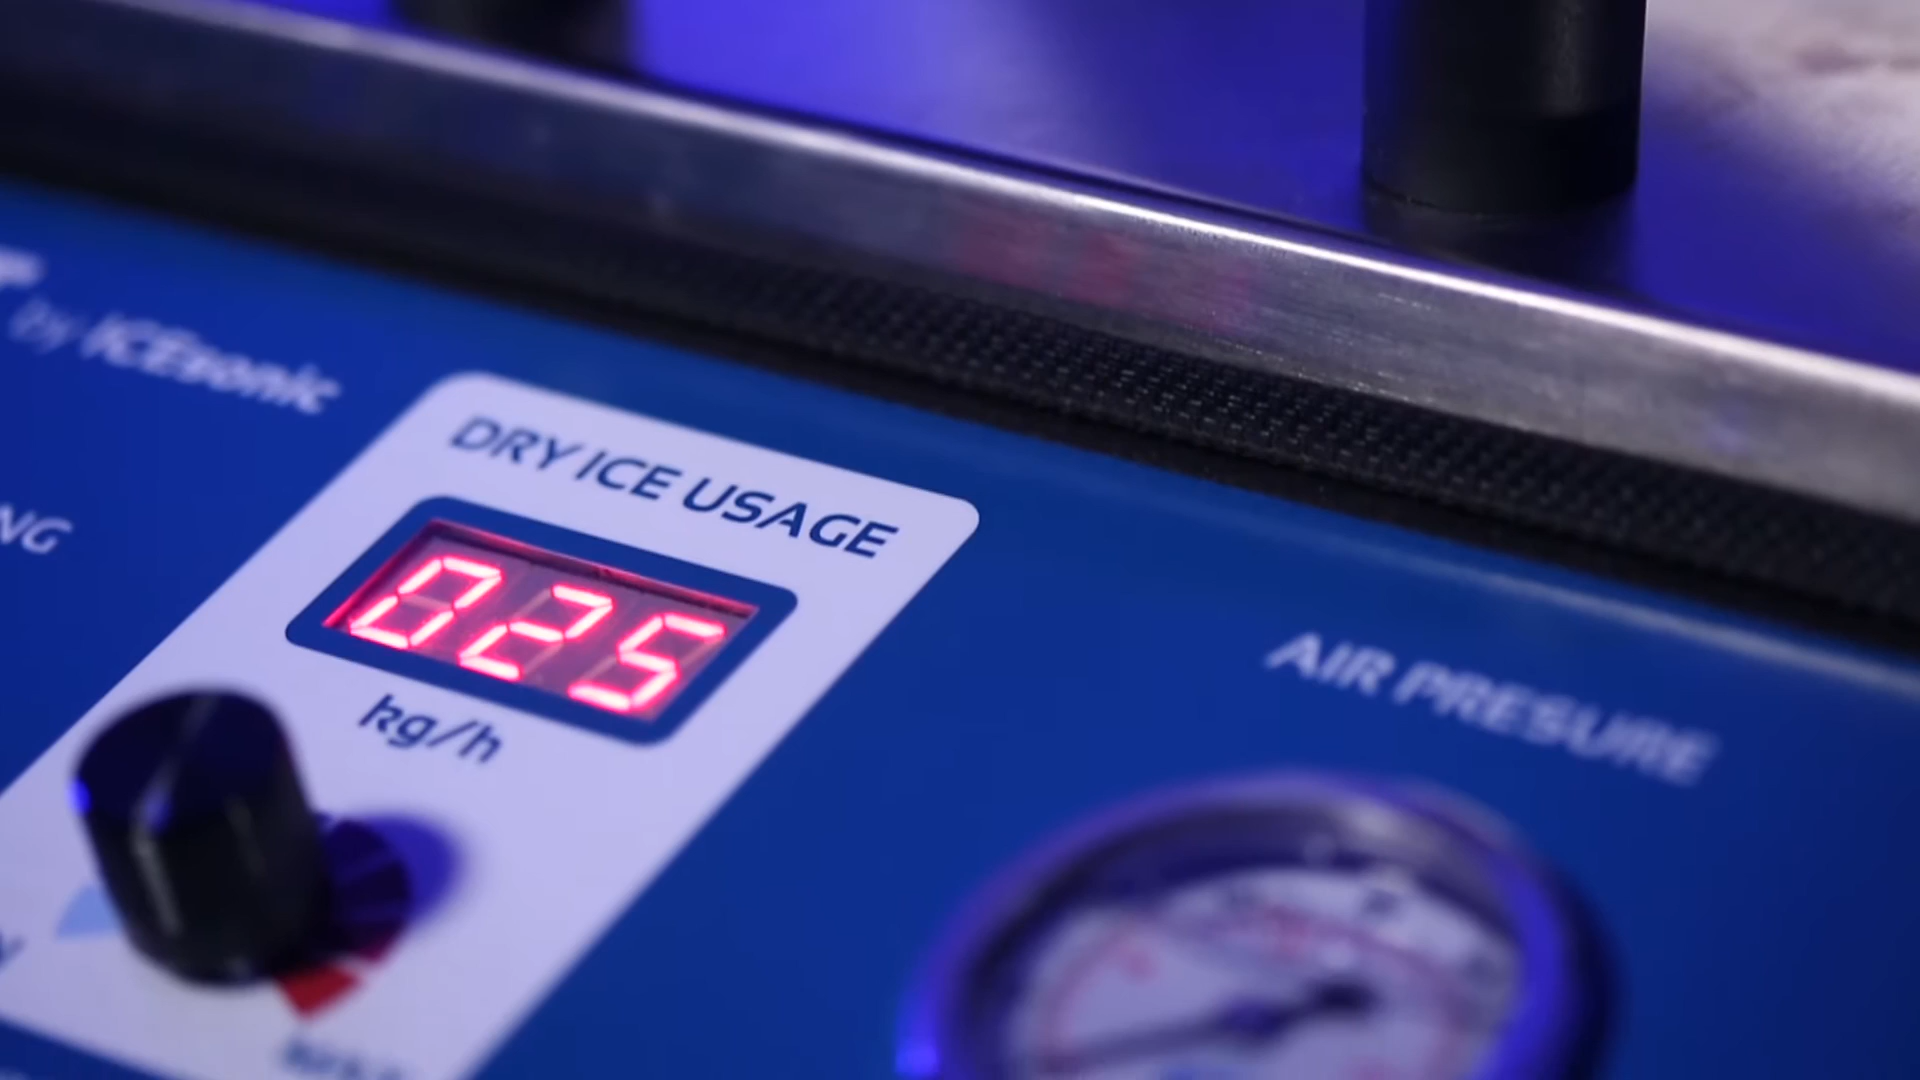 by ICEsonic
NG
DRY ICE USAGE
025
kg/h
AIR PRESURE